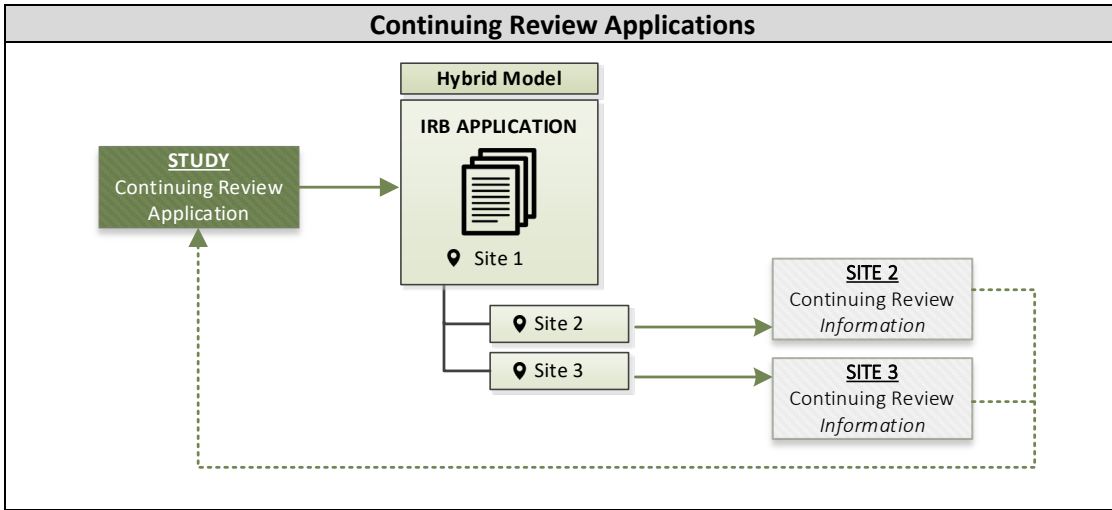 Continuing Review Applications
Hybrid Model
IRB APPLICATION
STUDY
Continuing Review
Application
Site 1
Site 2
Site 3
SITE 2
Continuing Review
Information
SITE 3
Continuing Review
Information